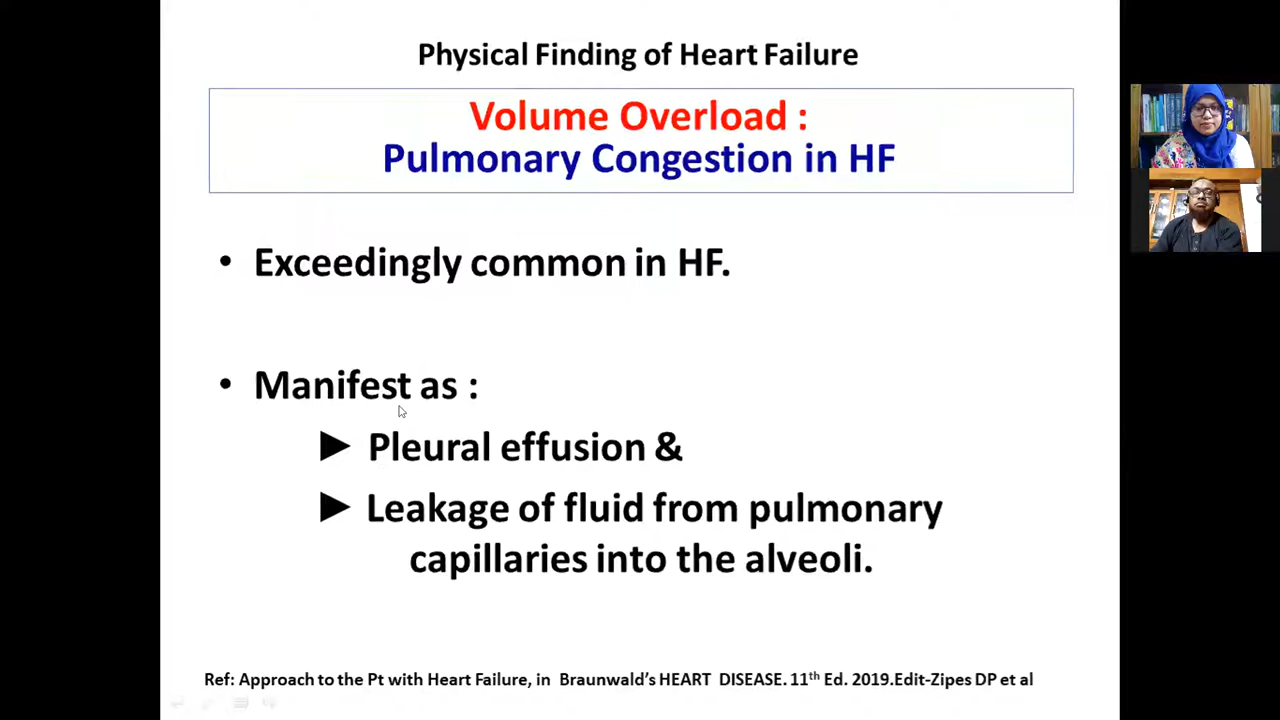 Physical Finding of Heart Failure
Volume Overload :
Pulmonary Congestion in HF
• Exceedingly common in HF.
• Manifest as :
► Pleural effusion &
► Leakage of fluid from pulmonary
capillaries into the alveoli.
Ref: Approach to the Pt with Heart Failure, in Braunwald's HEART DISEASE. 11th Ed. 2019.Edit-Zipes DP et al